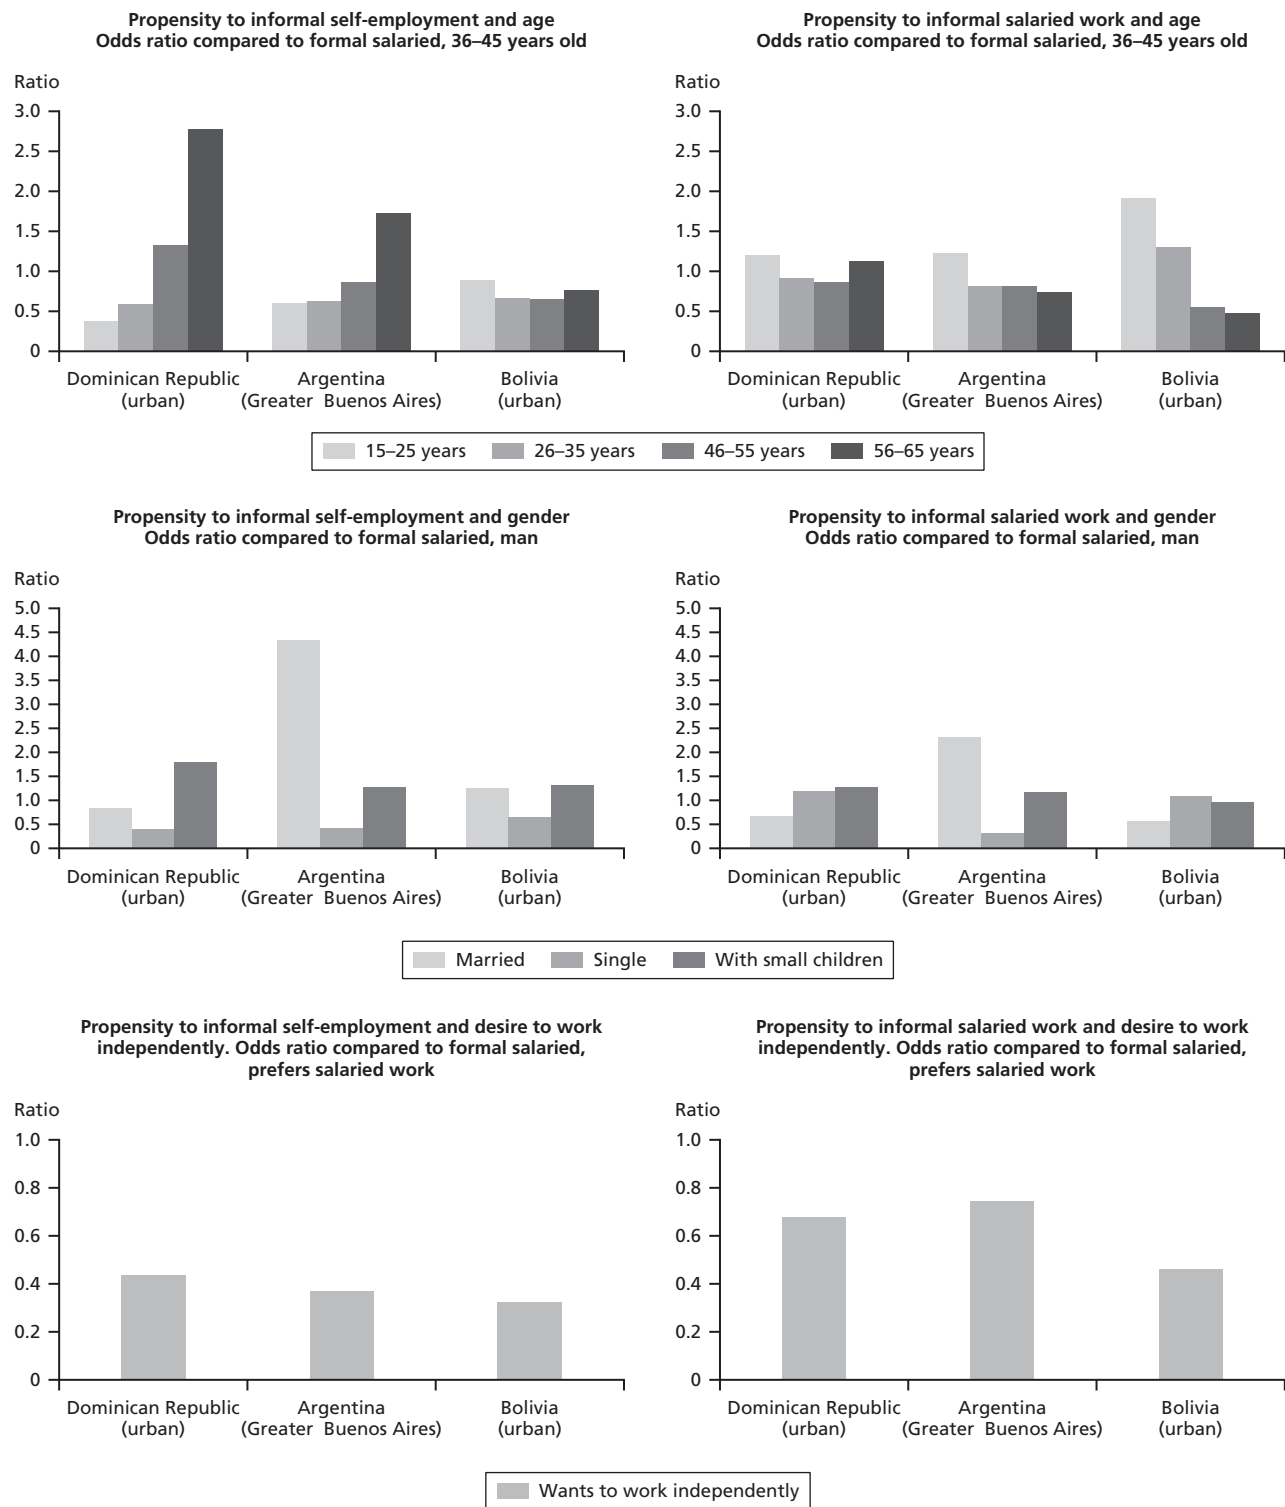 Propensity to informal self-employment and age
Odds ratio compared to formal salaried, 36–45 years old
Ratio
3.0
2.5
2.0
1.5
1.0
0.5
0
Dominican Republic
(urban)
Argentina
(Greater Buenos Aires)
Bolivia
(urban)
Propensity to informal salaried work and age
Odds ratio compared to formal salaried, 36–45 years old
Ratio
3.0
2.5
2.0
1.5
1.0
0.5
0
Dominican Republic
(urban)
Argentina
(Greater Buenos Aires)
Bolivia
(urban)
15–25 years 26–35 years 46–55 years 56–65 years
Propensity to informal self-employment and gender
Odds ratio compared to formal salaried, man
Ratio
5.0
4.5
4.0
3.5
3.0
2.5
2.0
1.5
1.0
0.5
0
Dominican Republic
(urban)
Argentina
(Greater Buenos Aires)
Bolivia
(urban)
Propensity to informal salaried work and gender
Odds ratio compared to formal salaried, man
Ratio
5.0
4.5
4.0
3.5
3.0
2.5
2.0
1.5
1.0
0.5
0
Dominican Republic
(urban)
Argentina
(Greater Buenos Aires)
Bolivia
(urban)
Married Single With small children
Propensity to informal self-employment and desire to work
independently. Odds ratio compared to formal salaried,
prefers salaried work
Ratio
1.0
0.8
0.6
0.4
0.2
0
Dominican Republic
(urban)
Argentina
(Greater Buenos Aires)
Bolivia
(urban)
Propensity to informal salaried work and desire to work
independently. Odds ratio compared to formal salaried,
prefers salaried work
Ratio
1.0
0.8
0.6
0.4
0.2
0
Dominican Republic
(urban)
Argentina
(Greater Buenos Aires)
Bolivia
(urban)
Wants to work independently